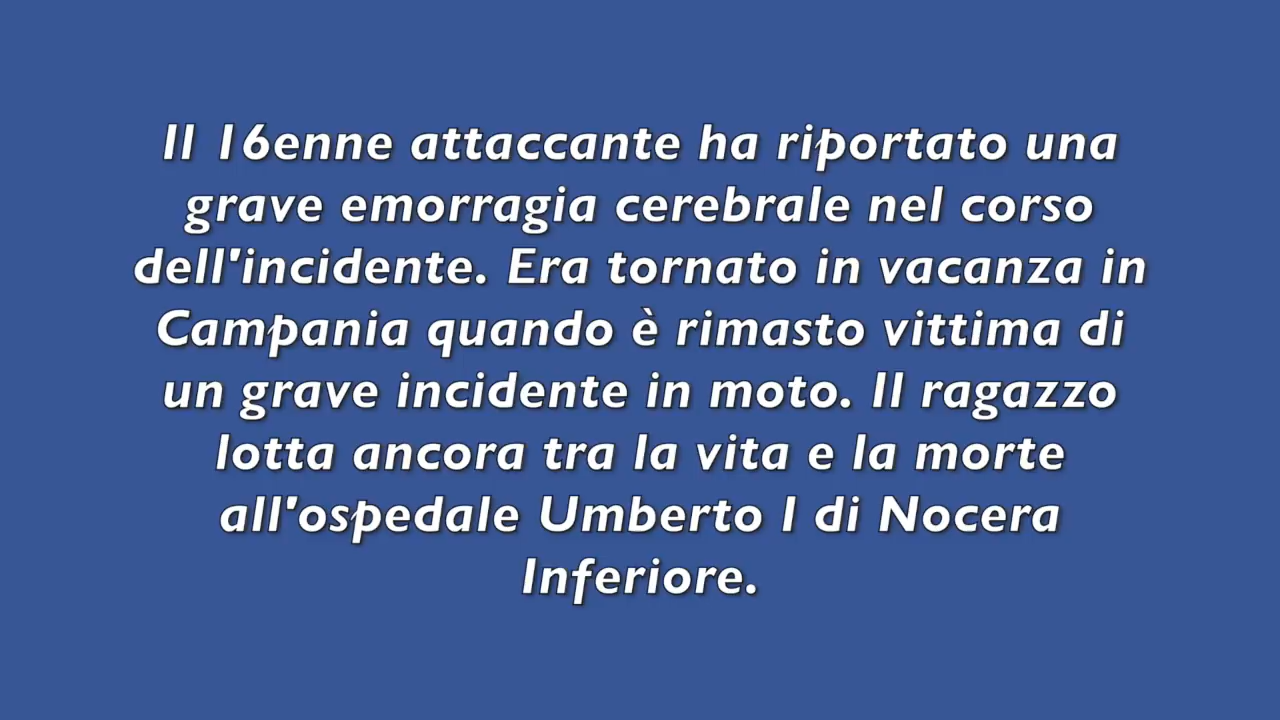 Il 16enne attaccante ha riportato una
grave emorragia cerebrale nel corso
dell'incidente. Era tornato in vacanza in
Campania quando è rimasto vittima di
un grave incidente in moto. Il ragazzo
lotta ancora tra la vita e la morte
all'ospedale Umberto I di Nocera
Inferiore.